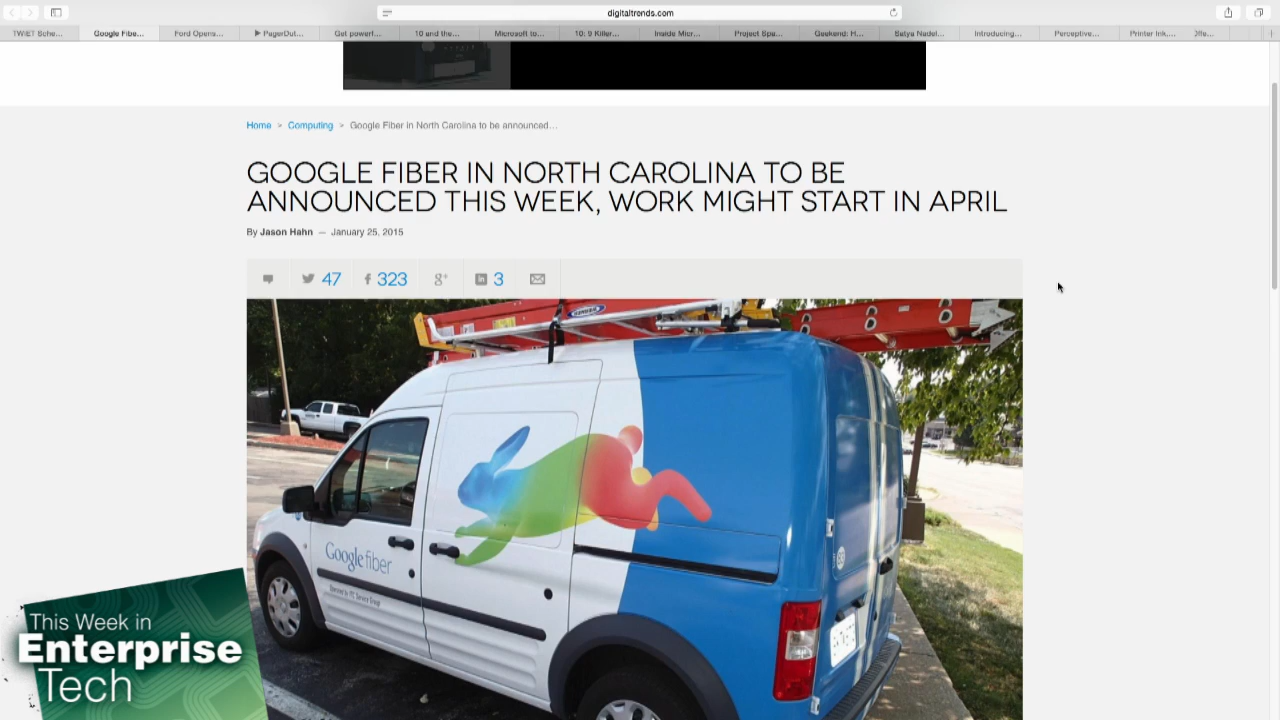 digitaltrends.com
TWiET Sche...
Google Fibe...
Ford Opens...
▶ PagerDut...
Get powerf...
10 and the...
Microsoft to...
10: 9 Killer...
Inside Micr...
Project Spa...
Geekend: H...
Satya Nadel...
Introducing...
Perceptive...
Printer Ink,...
Home > Computing > Google Fiber in North Carolina to be announced...
GOOGLE FIBER IN NORTH CAROLINA TO BE
ANNOUNCED THIS WEEK, WORK MIGHT START IN APRIL
By Jason Hahn — January 25, 2015
47 323 g+ in 3
WERNER
Google fiber
This Week in
Enterprise
Tech